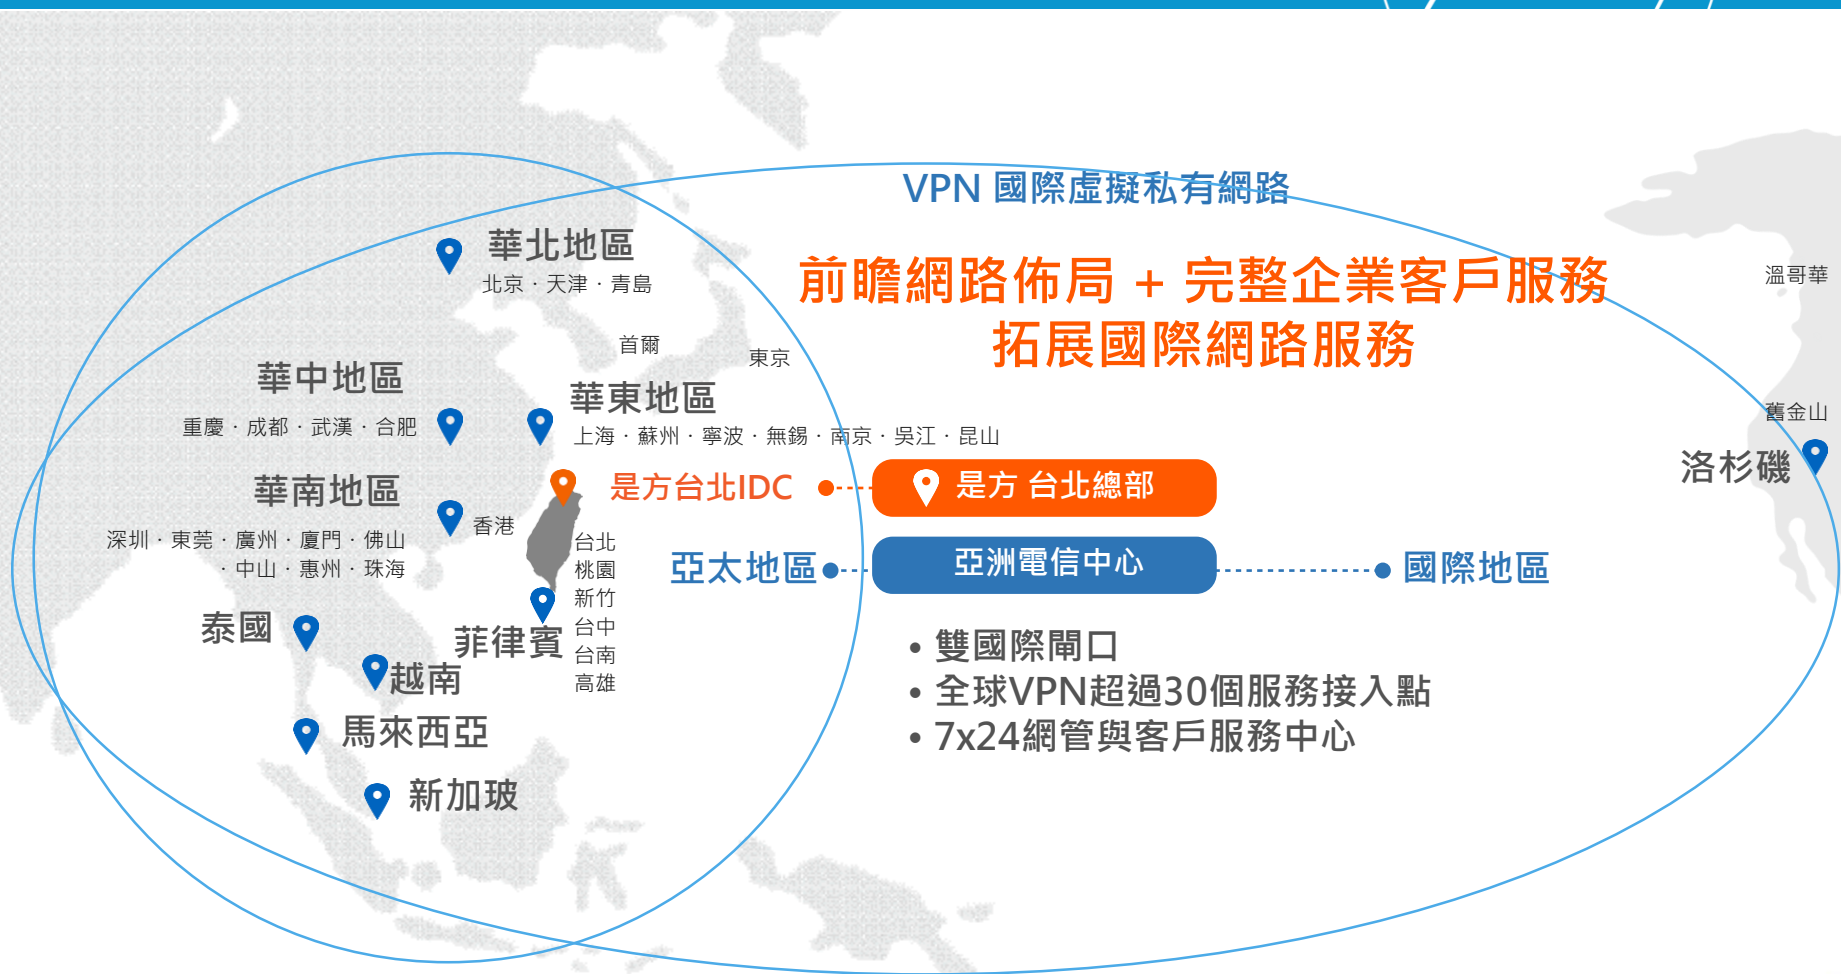 VPN 國際虛擬私有網路
前瞻網路佈局 + 完整企業客戶服務
拓展國際網路服務
華北地區
北京．天津．青島
溫哥華
首爾
東京
華中地區
重慶．成都．武漢．合肥
華東地區
上海．蘇州．寧波．無錫．南京．吳江．昆山
舊金山
洛杉磯
華南地區
深圳．東莞．廣州．廈門．佛山
．中山．惠州．珠海
香港
是方台北IDC
是方 台北總部
台北
桃園
新竹
台中
台南
高雄
亞太地區
亞洲電信中心
國際地區
泰國
菲律賓
越南
馬來西亞
新加玻
• 雙國際閘口
• 全球VPN超過30個服務接入點
• 7x24網管與客戶服務中心